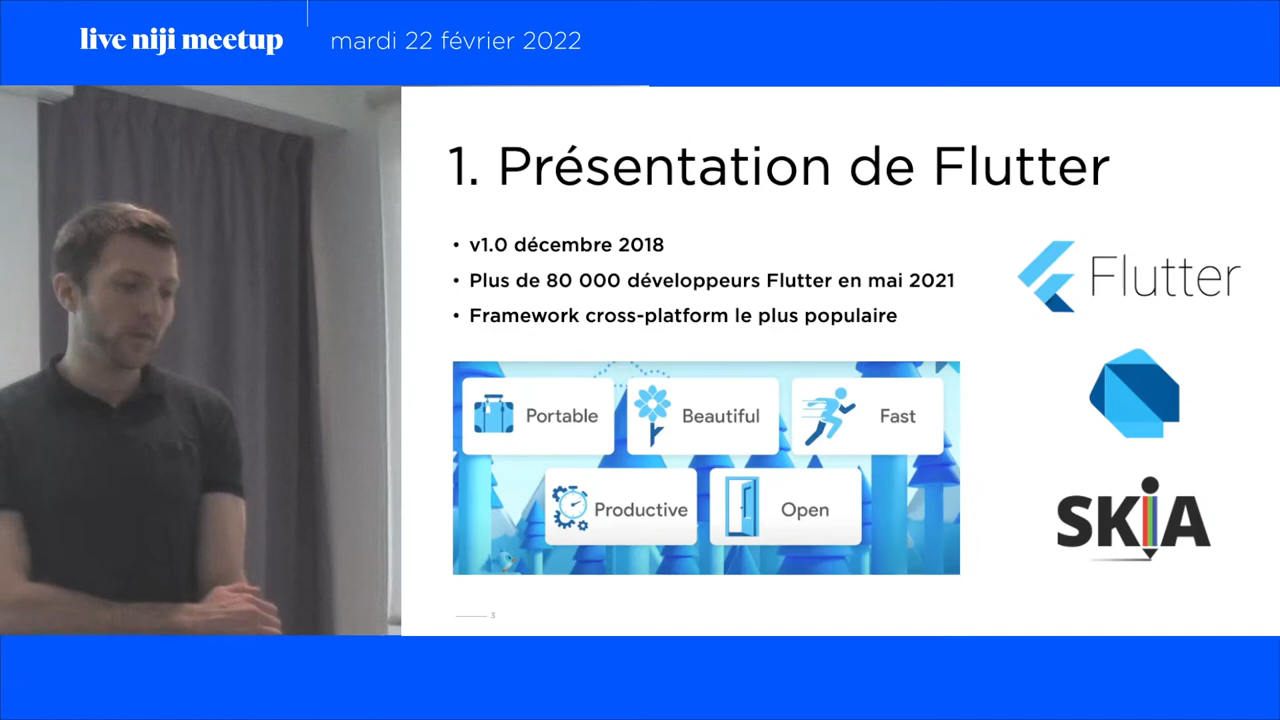 live niji meetup
mardi 22 février 2022
1. Présentation de Flutter
• v1.0 décembre 2018
• Plus de 80 000 développeurs Flutter en mai 2021
• Framework cross-platform le plus populaire
Flutter
Portable
Beautiful
Fast
Productive
Open
SKiA
3